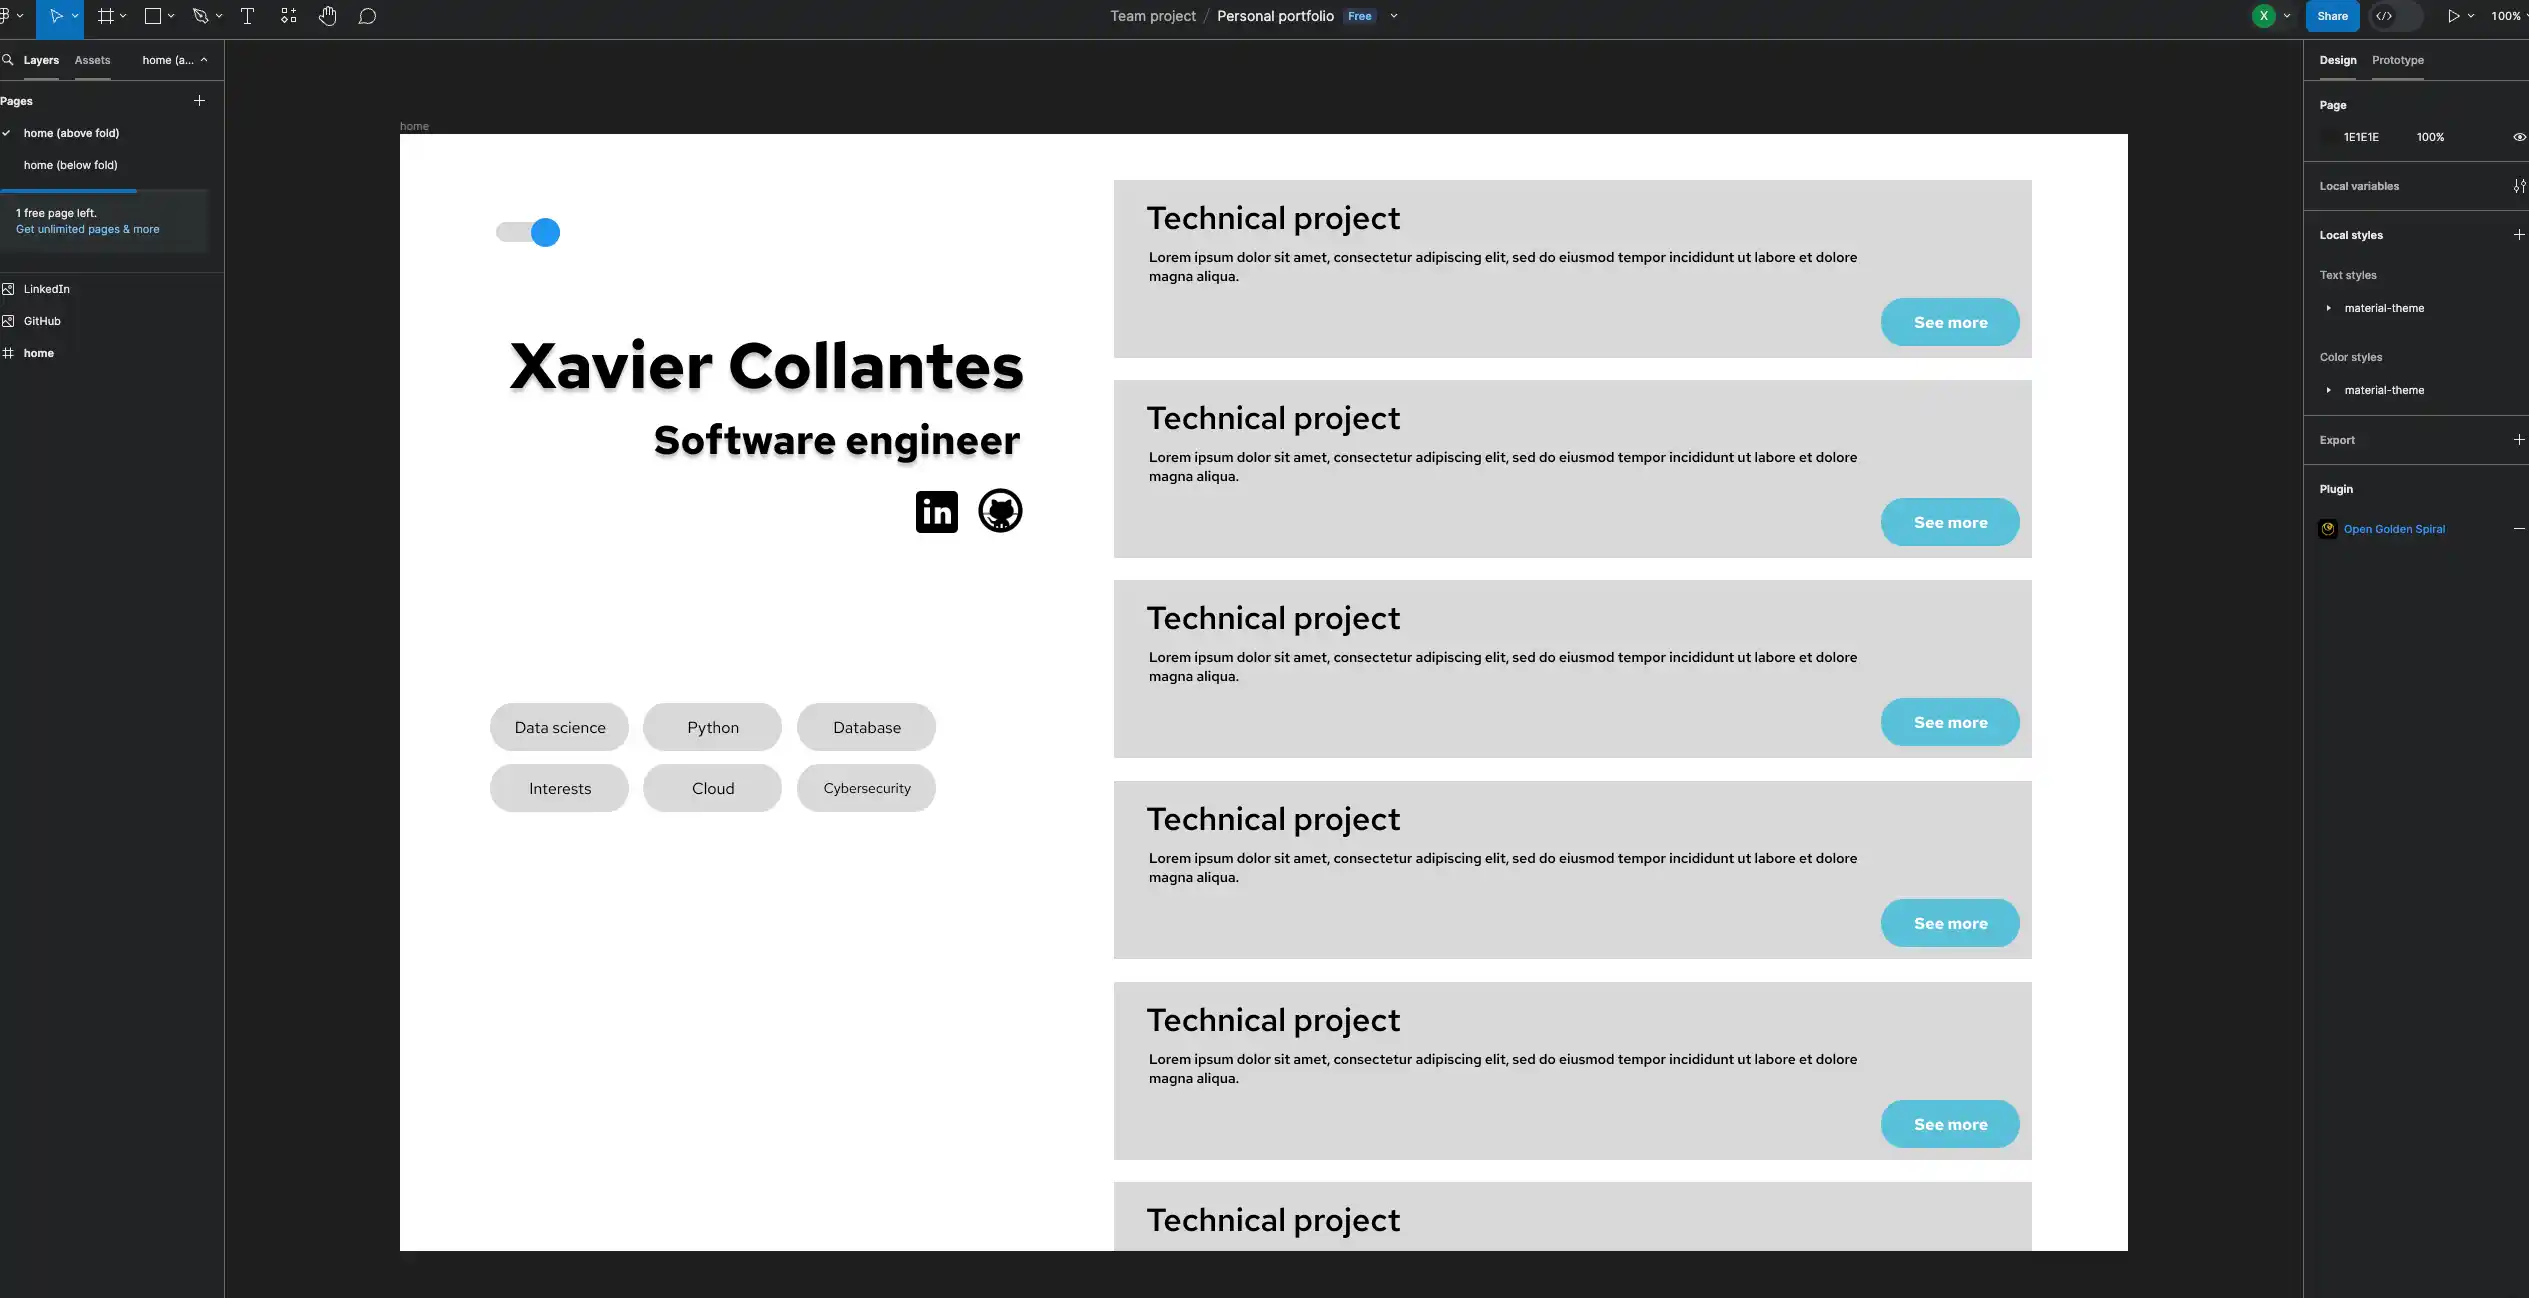 Team project / Personal portfolio Free
X
Share
100%
Layers Assets home (a...
Pages
home (above fold)
home (below fold)
1 free page left.
Get unlimited pages & more
LinkedIn
GitHub
home
home
Xavier Collantes
Software engineer
in
Data science Python Database
Interests Cloud Cybersecurity
Technical project
Lorem ipsum dolor sit amet, consectetur adipiscing elit, sed do eiusmod tempor incididunt ut labore et dolore
magna aliqua.
See more
Technical project
Lorem ipsum dolor sit amet, consectetur adipiscing elit, sed do eiusmod tempor incididunt ut labore et dolore
magna aliqua.
See more
Technical project
Lorem ipsum dolor sit amet, consectetur adipiscing elit, sed do eiusmod tempor incididunt ut labore et dolore
magna aliqua.
See more
Technical project
Lorem ipsum dolor sit amet, consectetur adipiscing elit, sed do eiusmod tempor incididunt ut labore et dolore
magna aliqua.
See more
Technical project
Lorem ipsum dolor sit amet, consectetur adipiscing elit, sed do eiusmod tempor incididunt ut labore et dolore
magna aliqua.
See more
Technical project
Design Prototype
Page
1E1E1E 100%
Local variables
Local styles
Text styles
material-theme
Color styles
material-theme
Export
Plugin
Open Golden Spiral